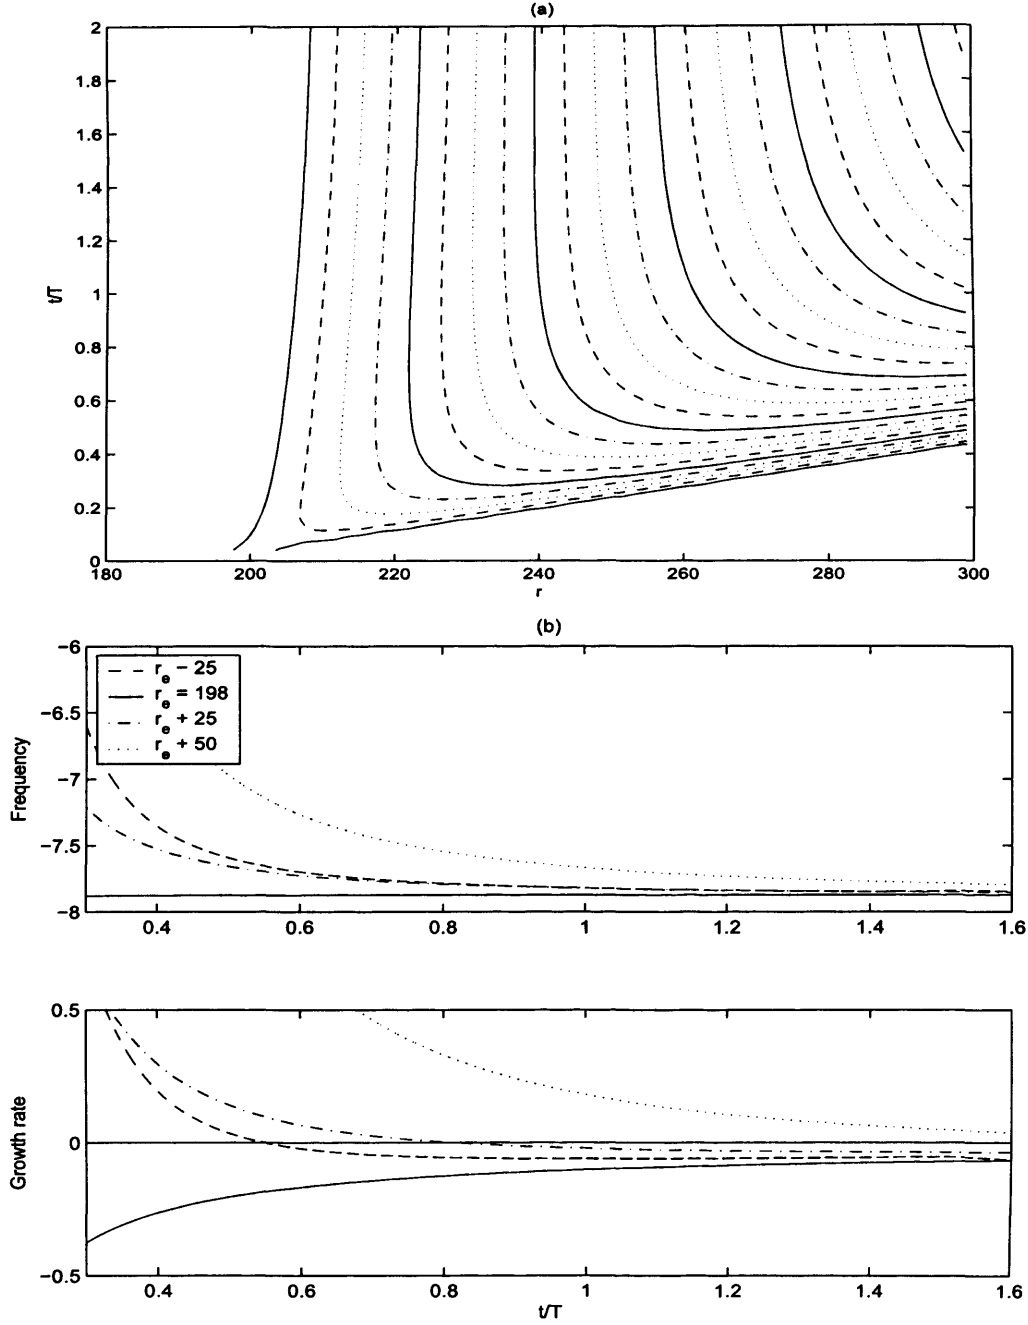 (a)
2
1.8
1.6
1.4
1.2
1
0.8
0.6
0.4
0.2
0
t/T
180 200 220 240 260 280 300
r
(b)
−6
−6.5
−7
−7.5
−8
Frequency
r_e − 25
r_e = 198
r_e + 25
r_e + 50
0.4 0.6 0.8 1 1.2 1.4 1.6
0.5
0
−0.5
Growth rate
0.4 0.6 0.8 1 1.2 1.4 1.6
t/T